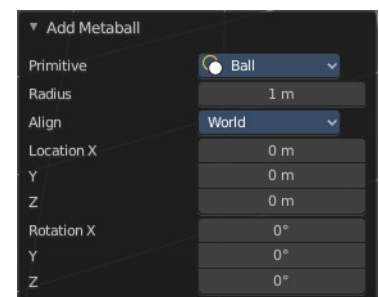 Add Metaball
Primitive Ball
Radius 1 m
Align World
Location X 0 m
Y 0 m
Z 0 m
Rotation X 0°
Y 0°
Z 0°